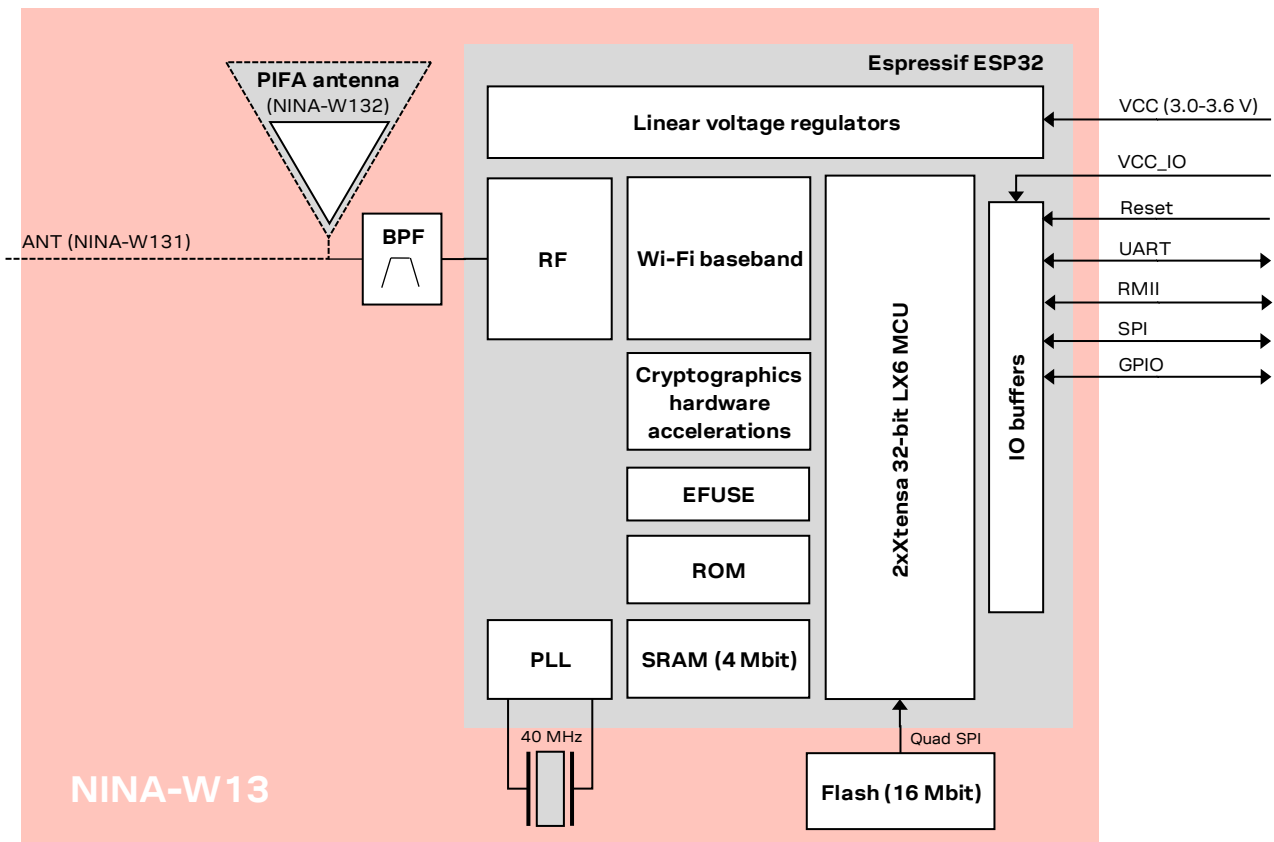 Espressif ESP32
PIFA antenna
(NINA-W132)
Linear voltage regulators
VCC (3.0-3.6 V)
VCC_IO
Reset
ANT (NINA-W131)
BPF
RF
Wi-Fi baseband
UART
RMII
SPI
GPIO
Cryptographics
hardware
accelerations
2xXtensa 32-bit LX6 MCU
IO buffers
EFUSE
ROM
PLL
SRAM (4 Mbit)
40 MHz
Quad SPI
NINA-W13
Flash (16 Mbit)